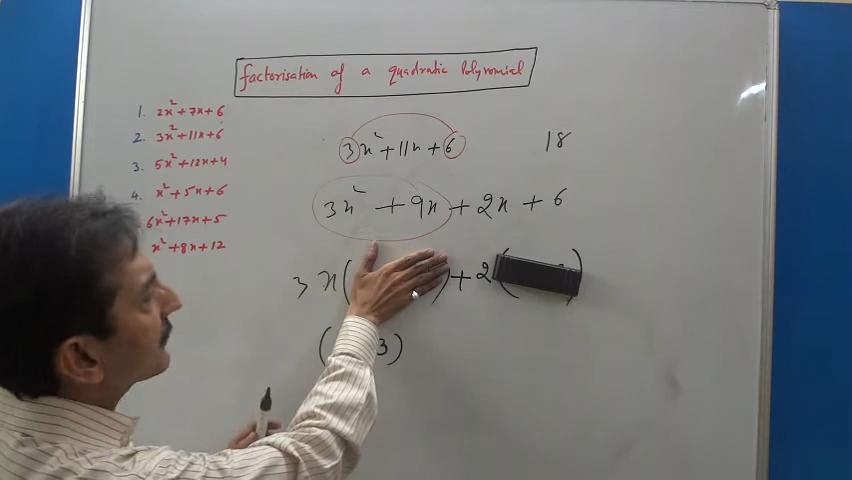 factorisation of a quadratic Polynomial
1. 2x²+7x+6
2. 3x²+11x+6
3. 5x²+12x+4
4. x²+5x+6
6x²+17x+5
x²+8x+12
3x²+11x+6 18
3x² + 9x + 2x + 6
3x( ) + 2( )
( 3)